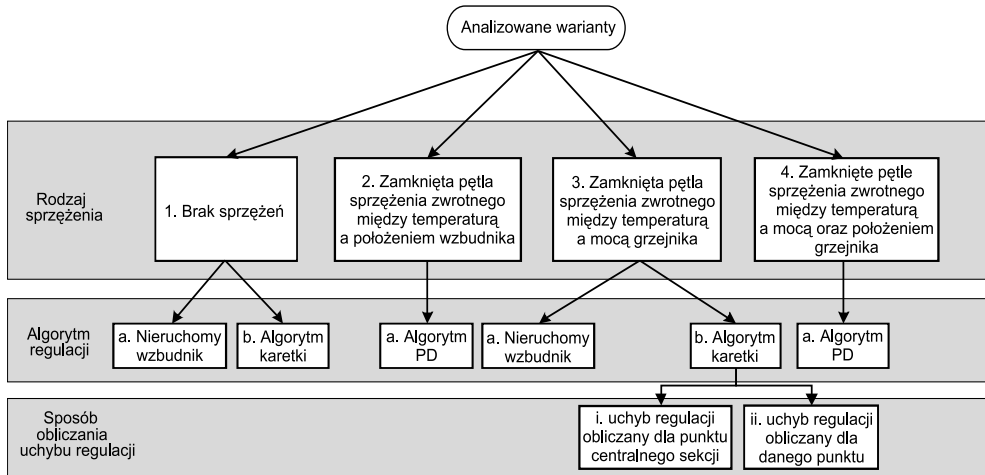 Analizowane warianty
Rodzaj
sprzężenia
1. Brak sprzężeń
2. Zamknięta pętla
sprzężenia zwrotnego
między temperaturą
a położeniem wzbudnika
3. Zamknięta pętla
sprzężenia zwrotnego
między temperaturą
a mocą grzejnika
4. Zamknięte pętle
sprzężenia zwrotnego
między temperaturą
a mocą oraz położeniem
grzejnika
Algorytm
regulacji
a. Nieruchomy
wzbudnik
b. Algorytm
karetki
a. Algorytm
PD
a. Nieruchomy
wzbudnik
b. Algorytm
karetki
a. Algorytm
PD
Sposób
obliczania
uchybu regulacji
i. uchyb regulacji
obliczany dla punktu
centralnego sekcji
ii. uchyb regulacji
obliczany dla
danego punktu